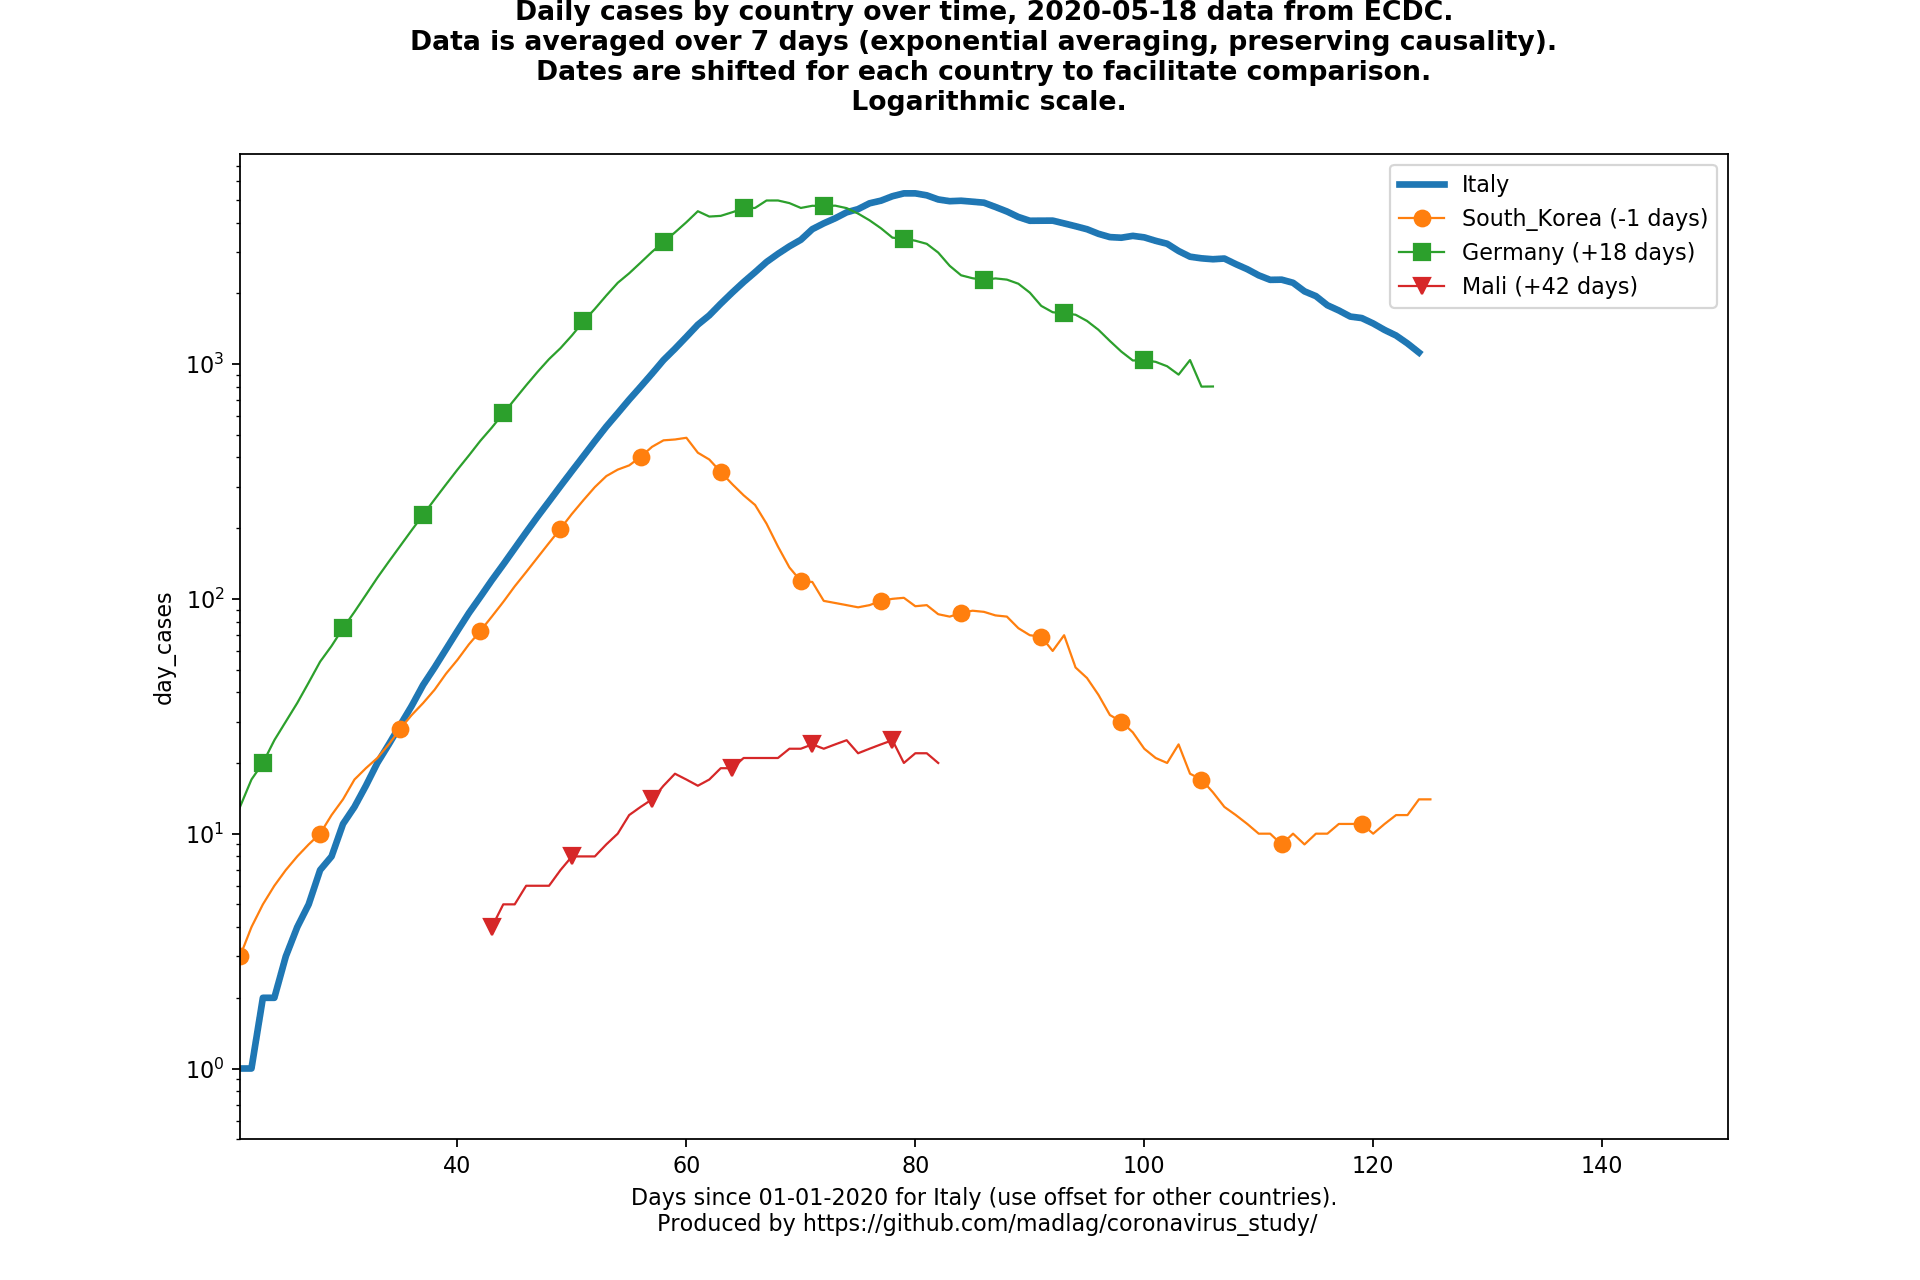 Daily cases by country over time, 2020-05-18 data from ECDC.
Data is averaged over 7 days (exponential averaging, preserving causality).
Dates are shifted for each country to facilitate comparison.
Logarithmic scale.
Italy
South_Korea (-1 days)
Germany (+18 days)
Mali (+42 days)
10³
10²
10¹
10⁰
day_cases
40 60 80 100 120 140
Days since 01-01-2020 for Italy (use offset for other countries).
Produced by https://github.com/madlag/coronavirus_study/